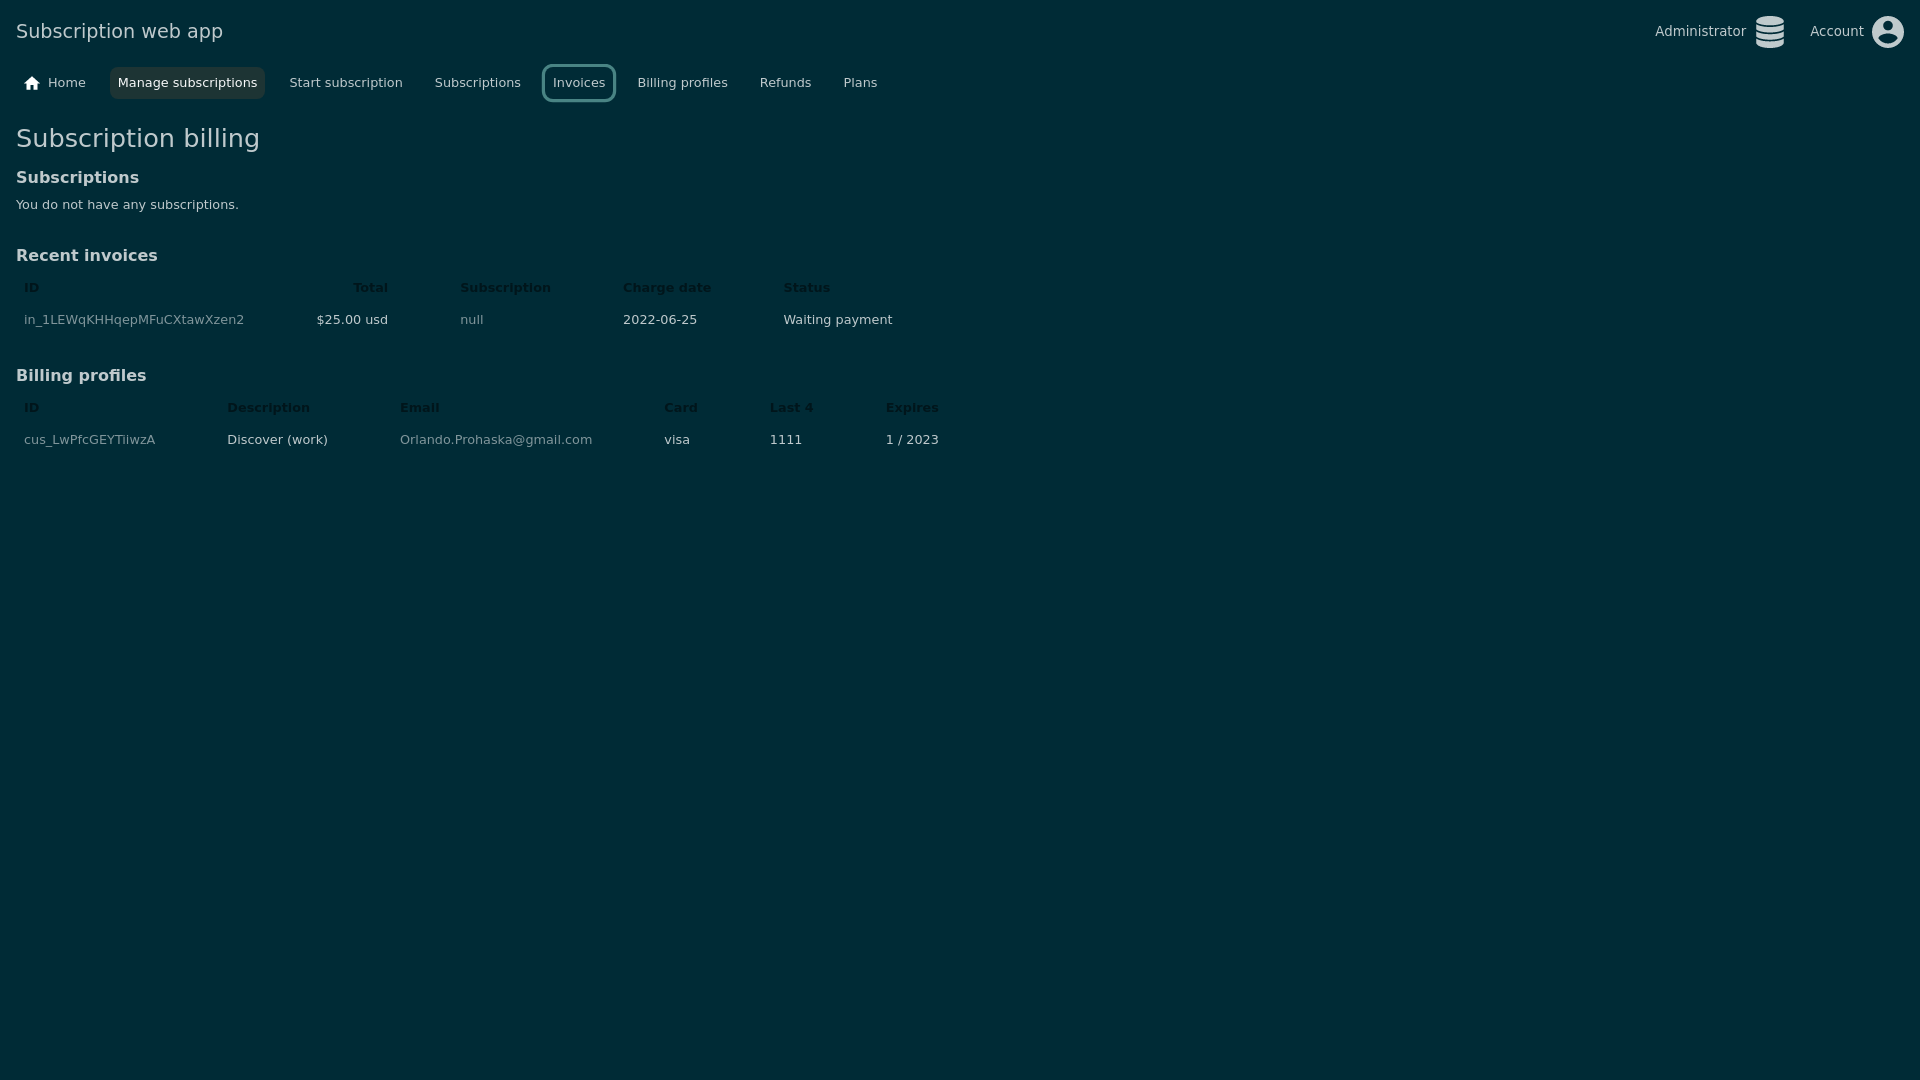 Subscription web app
Administrator
Account
Home
Manage subscriptions
Start subscription
Subscriptions
Invoices
Billing profiles
Refunds
Plans
Subscription billing
Subscriptions
You do not have any subscriptions.
Recent invoices
ID Total Subscription Charge date Status
in_1LEWqKHHqepMFuCXtawXzen2 $25.00 usd null 2022-06-25 Waiting payment
Billing profiles
ID Description Email Card Last 4 Expires
cus_LwPfcGEYTiiwzA Discover (work) Orlando.Prohaska@gmail.com visa 1111 1 / 2023